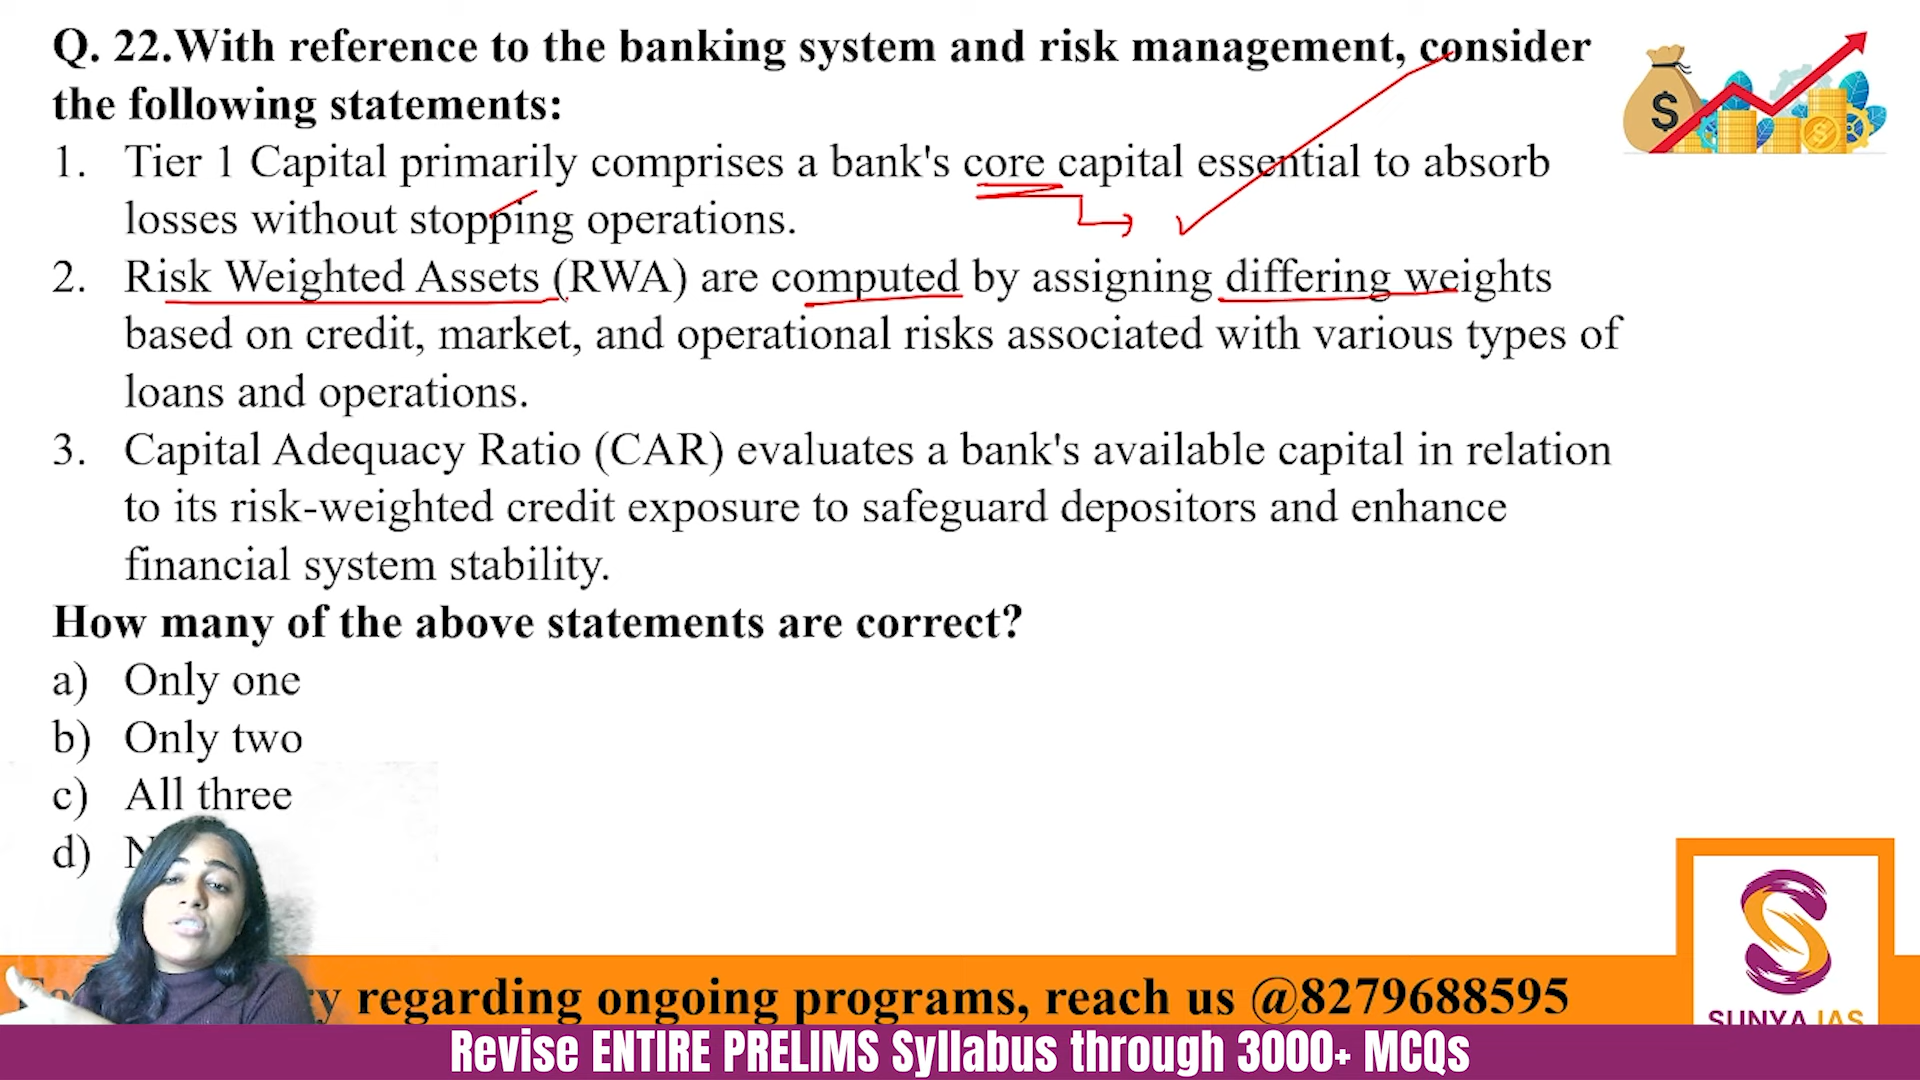 Q. 22.With reference to the banking system and risk management, consider
the following statements:
1. Tier 1 Capital primarily comprises a bank's core capital essential to absorb
losses without stopping operations.
2. Risk Weighted Assets (RWA) are computed by assigning differing weights
based on credit, market, and operational risks associated with various types of
loans and operations.
3. Capital Adequacy Ratio (CAR) evaluates a bank's available capital in relation
to its risk-weighted credit exposure to safeguard depositors and enhance
financial system stability.
How many of the above statements are correct?
a) Only one
b) Only two
c) All three
d)
regarding ongoing programs, reach us @8279688595
SUNYA IAS
Revise ENTIRE PRELIMS Syllabus through 3000+ MCQs